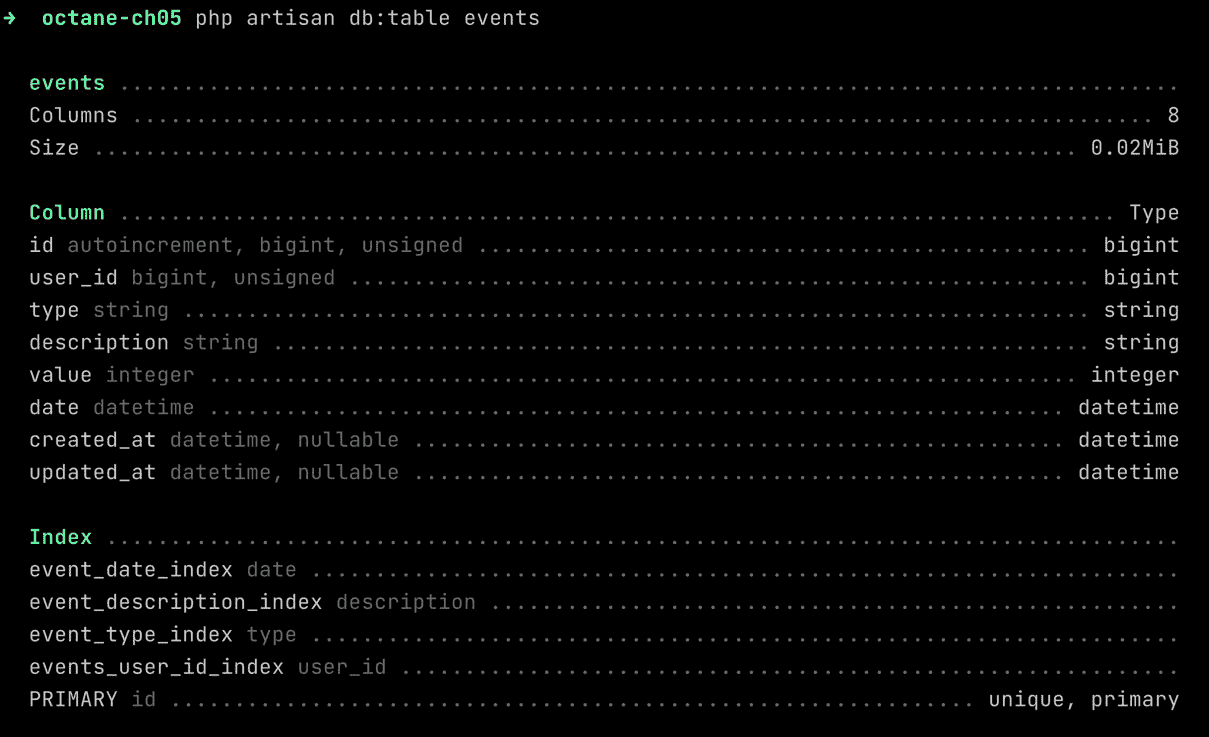 ➜ octane-ch05 php artisan db:table events
events ..................................................................................
Columns ................................................................................ 8
Size ............................................................................. 0.02MiB
Column .............................................................................. Type
id autoincrement, bigint, unsigned ................................................ bigint
user_id bigint, unsigned .......................................................... bigint
type string ....................................................................... string
description string ................................................................ string
value integer .................................................................... integer
date datetime ................................................................... datetime
created_at datetime, nullable ................................................... datetime
updated_at datetime, nullable ................................................... datetime
Index ...................................................................................
event_date_index date ...................................................................
event_description_index description .....................................................
event_type_index type ...................................................................
events_user_id_index user_id ............................................................
PRIMARY id ............................................................... unique, primary